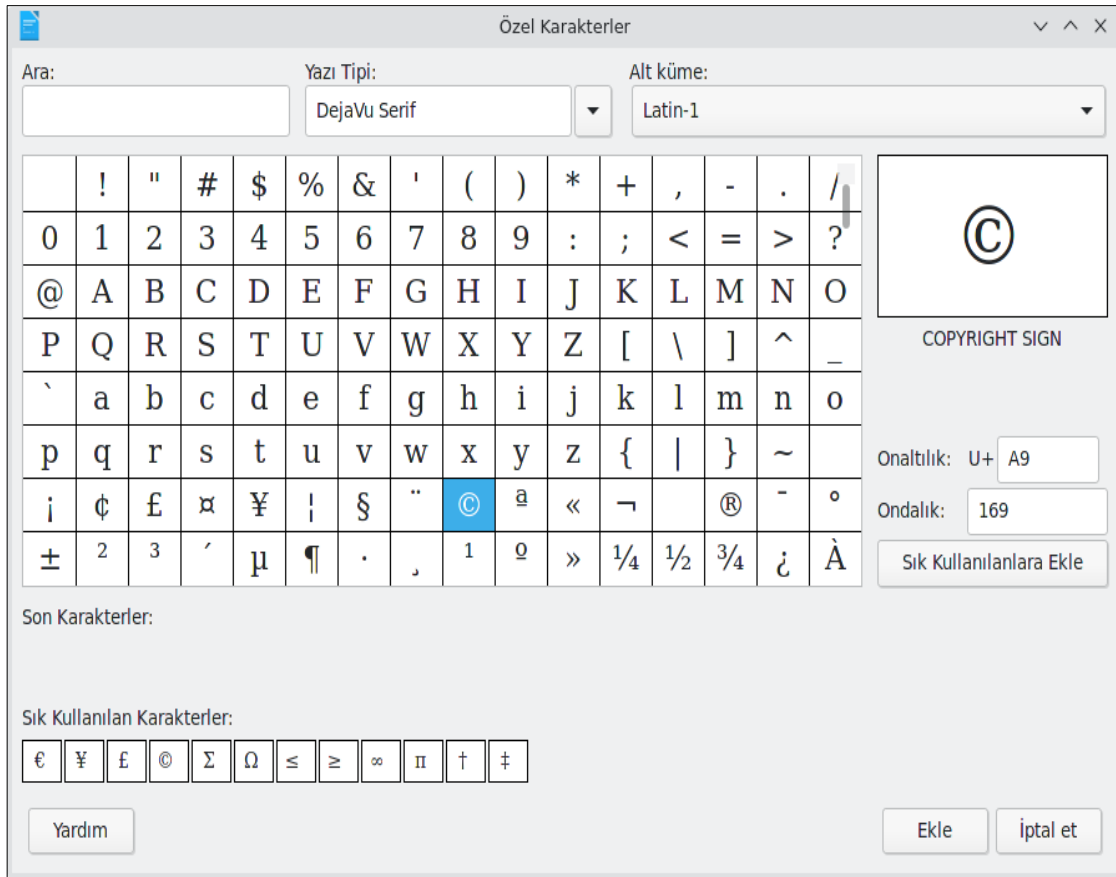 Özel Karakterler
Ara: Yazı Tipi: Alt küme:
DejaVu Serif Latin-1
! " # $ % & ' ( ) * + , - . /
0 1 2 3 4 5 6 7 8 9 : ; < = > ?
@ A B C D E F G H I J K L M N O
P Q R S T U V W X Y Z [ \ ] ^ _
` a b c d e f g h i j k l m n o
p q r s t u v w x y z { | } ~
¡ ¢ £ ¤ ¥ ¦ § ¨ © ª « ¬ ® ¯ °
± ² ³ ´ µ ¶ · ¸ ¹ º » ¼ ½ ¾ ¿ À
©
COPYRIGHT SIGN
Onaltılık: U+ A9
Ondalık: 169
Sık Kullanılanlara Ekle
Son Karakterler:
Sık Kullanılan Karakterler:
€ ¥ £ © Σ Ω ≤ ≥ ∞ π † ‡
Yardım Ekle İptal et